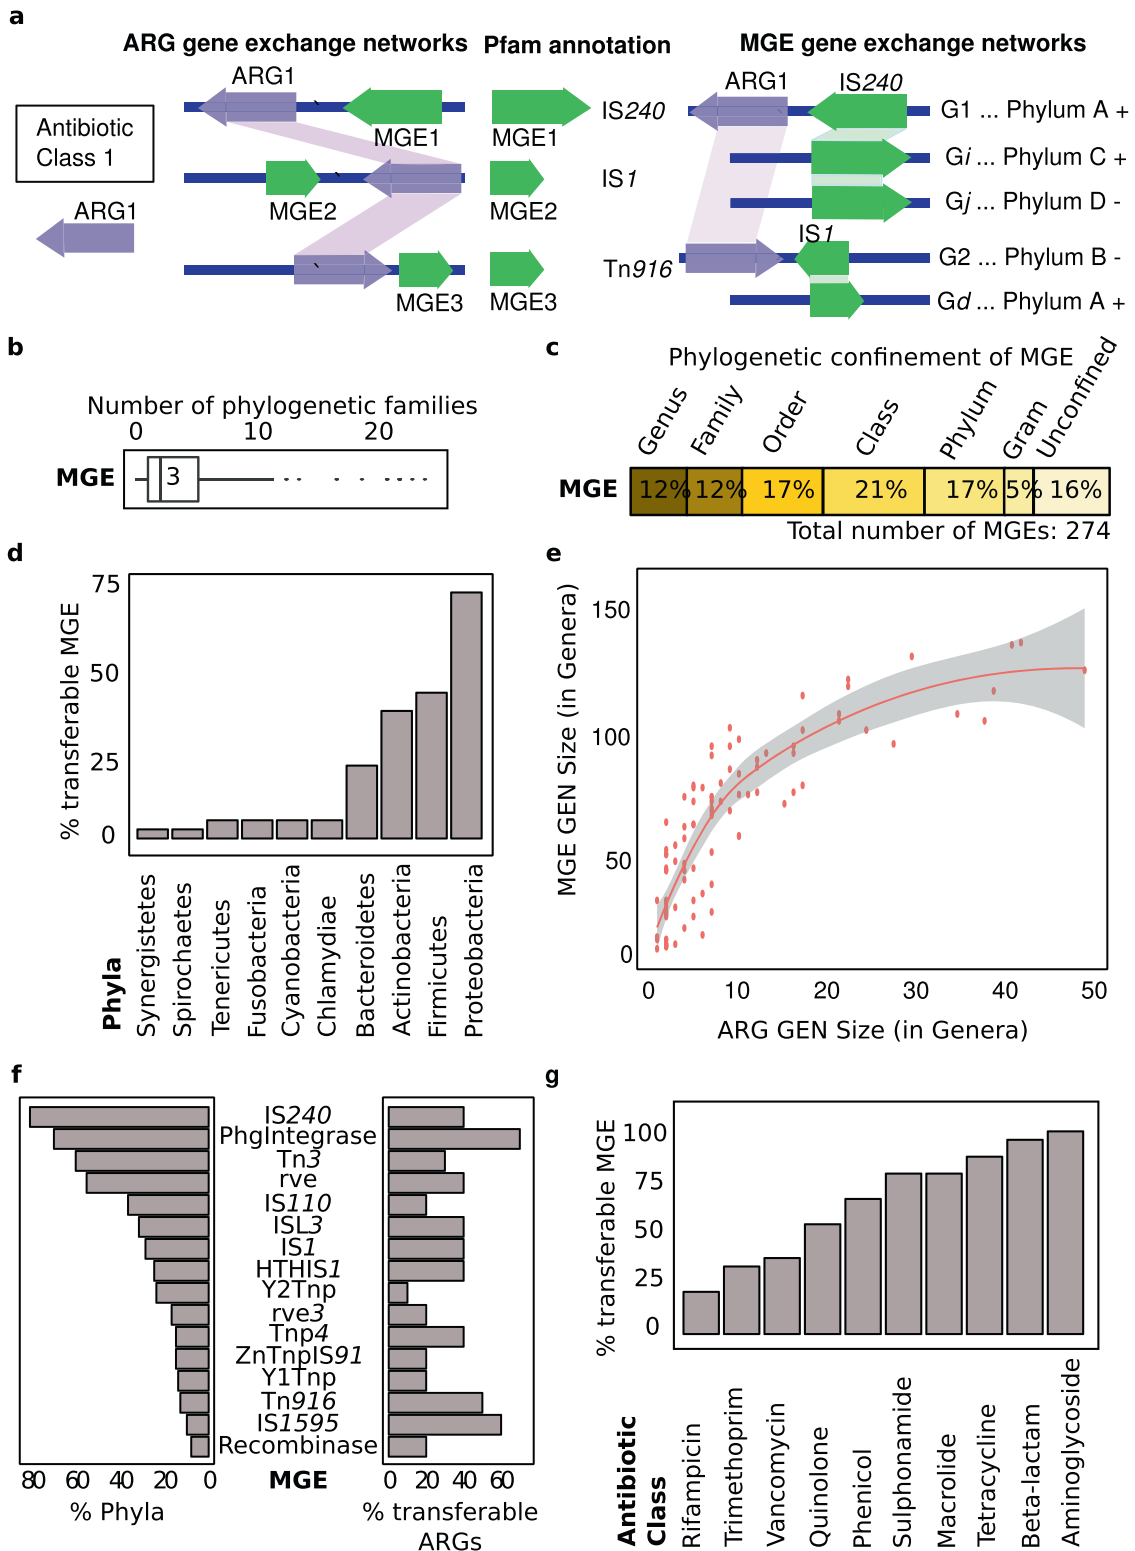 a
ARG gene exchange networks
Pfam annotation
MGE gene exchange networks
Antibiotic
Class 1
ARG1
ARG1
MGE1
MGE2
MGE3
MGE1
MGE2
MGE3
IS240
IS1
Tn916
ARG1
IS240
IS1
G1 ... Phylum A +
Gi ... Phylum C +
Gj ... Phylum D -
G2 ... Phylum B -
Gd ... Phylum A +
b
Number of phylogenetic families
0 10 20
MGE
3
c
Phylogenetic confinement of MGE
Genus Family Order Class Phylum Gram Unconfined
MGE
12% 12% 17% 21% 17% 5% 16%
Total number of MGEs: 274
d
% transferable MGE
75
50
25
0
Phyla
Synergistetes
Spirochaetes
Tenericutes
Fusobacteria
Cyanobacteria
Chlamydiae
Bacteroidetes
Actinobacteria
Firmicutes
Proteobacteria
e
MGE GEN Size (in Genera)
150
100
50
0
0 10 20 30 40 50
ARG GEN Size (in Genera)
f
IS240
PhgIntegrase
Tn3
rve
IS110
ISL3
IS1
HTHIS1
Y2Tnp
rve3
Tnp4
ZnTnpIS91
Y1Tnp
Tn916
IS1595
Recombinase
80 60 40 20 0
% Phyla
MGE
0 20 40 60
% transferable
ARGs
g
% transferable MGE
100
75
50
25
0
Antibiotic
Class
Rifampicin
Trimethoprim
Vancomycin
Quinolone
Phenicol
Sulphonamide
Macrolide
Tetracycline
Beta-lactam
Aminoglycoside